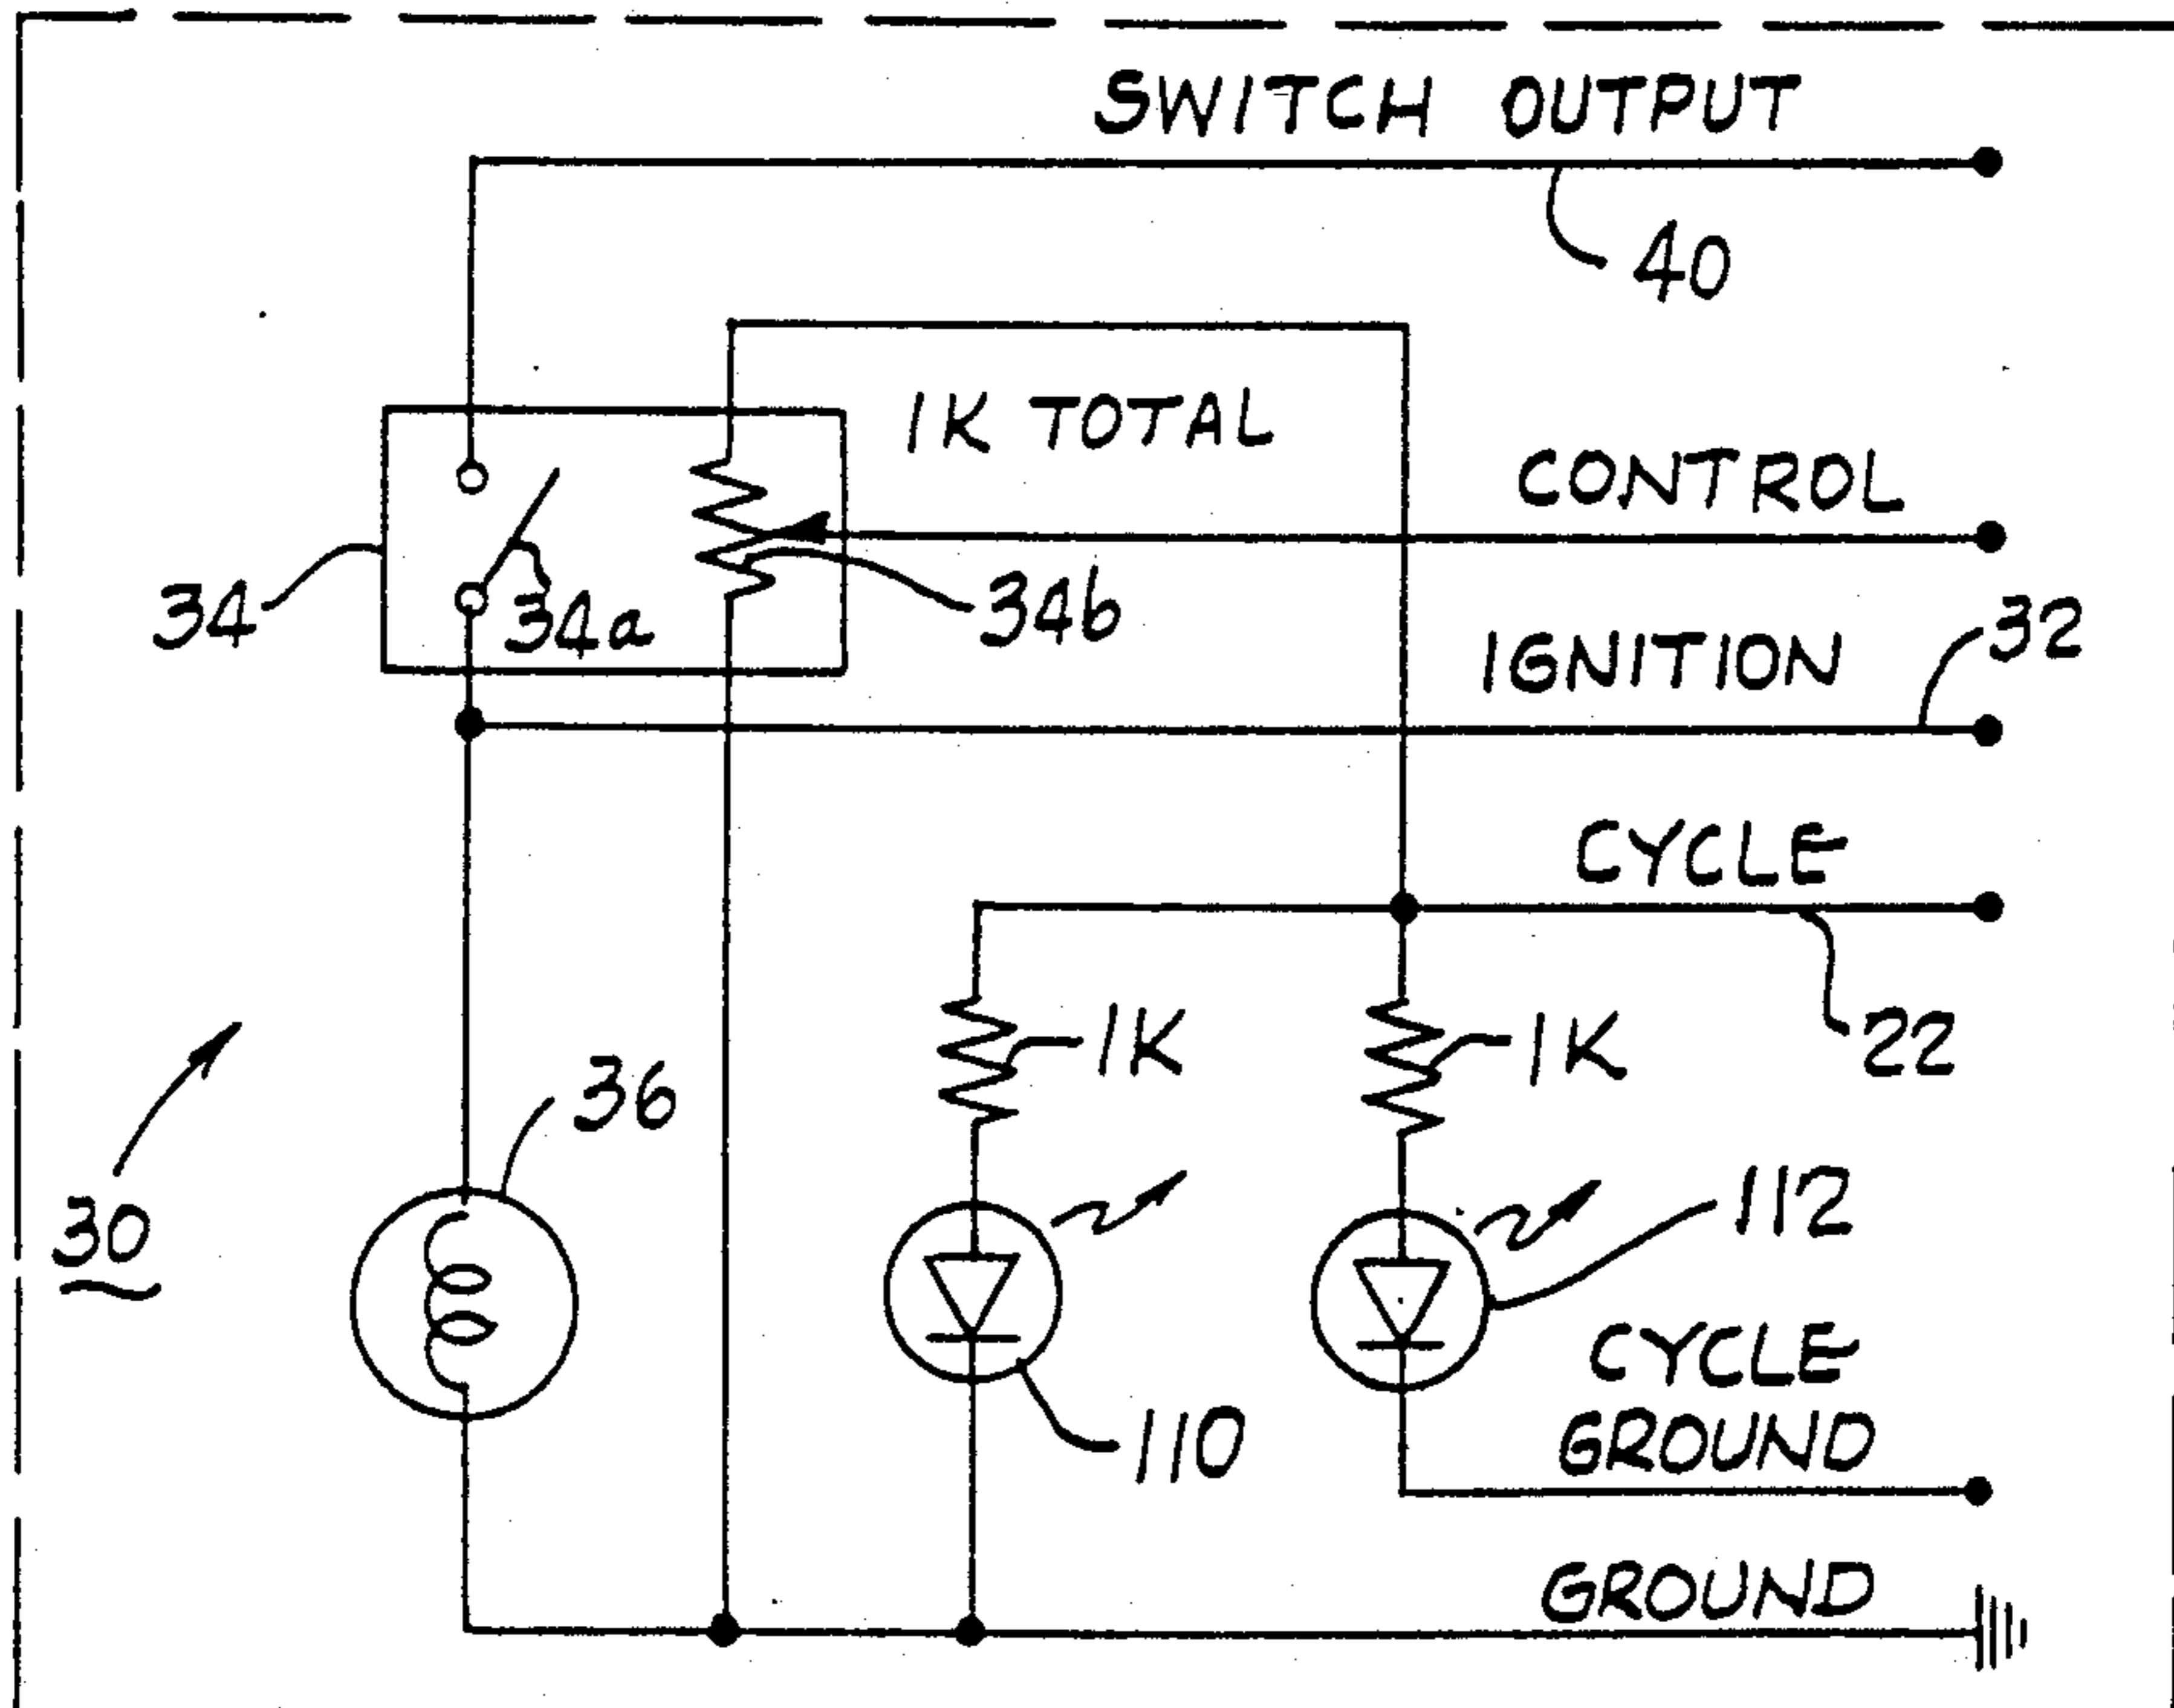 SWITCH OUTPUT
40
1K TOTAL
CONTROL
34
34a
34b
32
IGNITION
CYCLE
1K
1K
22
36
30
112
110
CYCLE
GROUND
GROUND